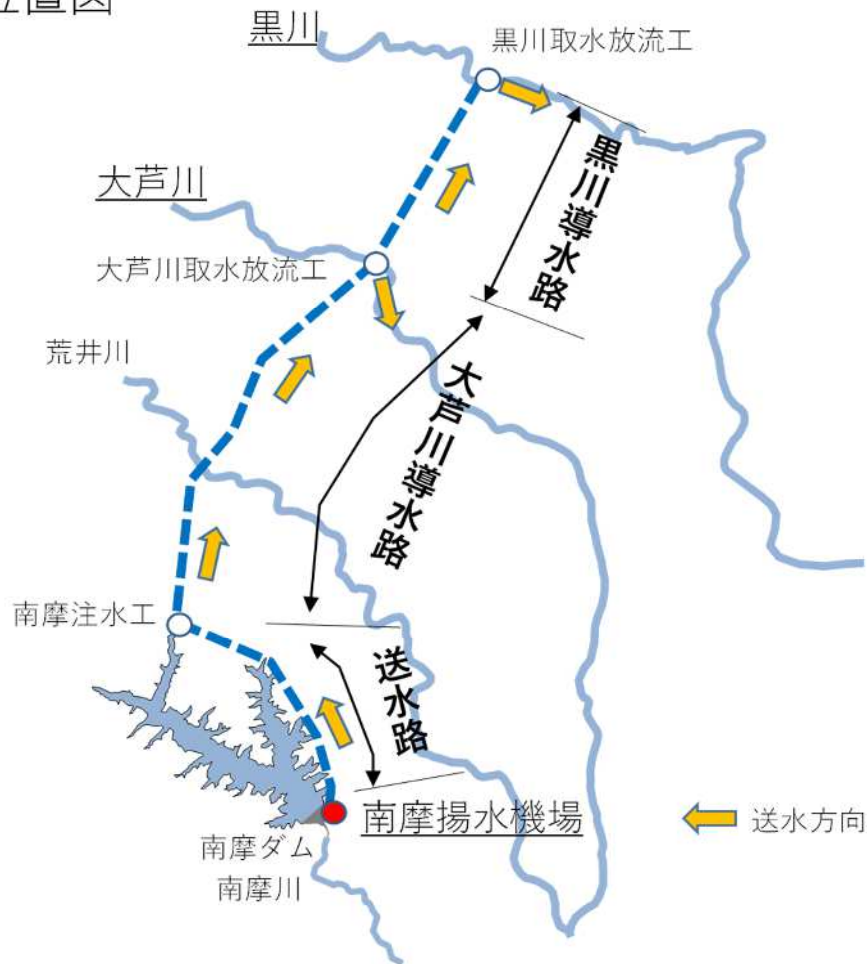 位置図
黒川
黒川取水放流工
黒川導水路
大芦川
大芦川取水放流工
荒井川
大芦川導水路
南摩注水工
送水路
南摩揚水機場
送水方向
南摩ダム
南摩川